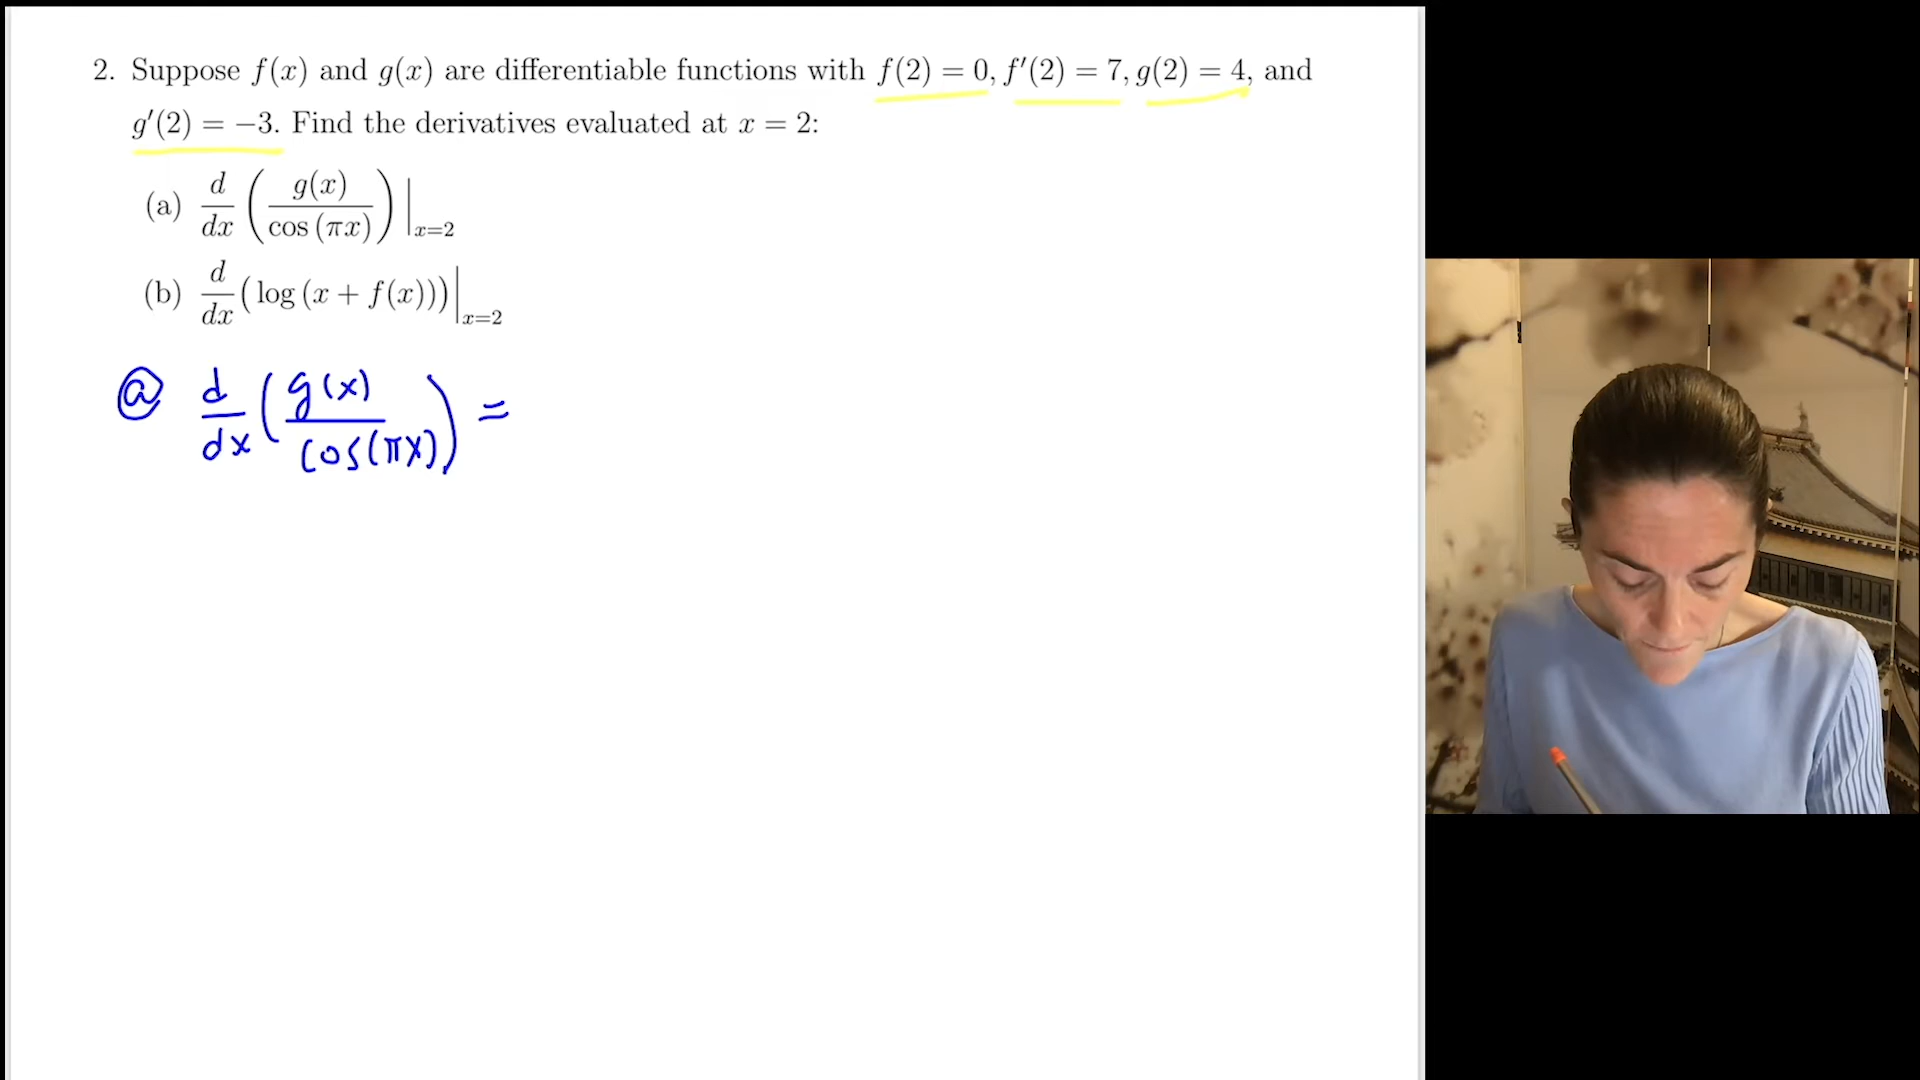 2. Suppose f(x) and g(x) are differentiable functions with f(2) = 0, f′(2) = 7, g(2) = 4, and
g′(2) = −3. Find the derivatives evaluated at x = 2:
(a) d/dx (g(x)/cos (πx))|x=2
(b) d/dx (log (x + f(x)))|x=2
ⓐ d/dx (g(x)/cos(πx)) =